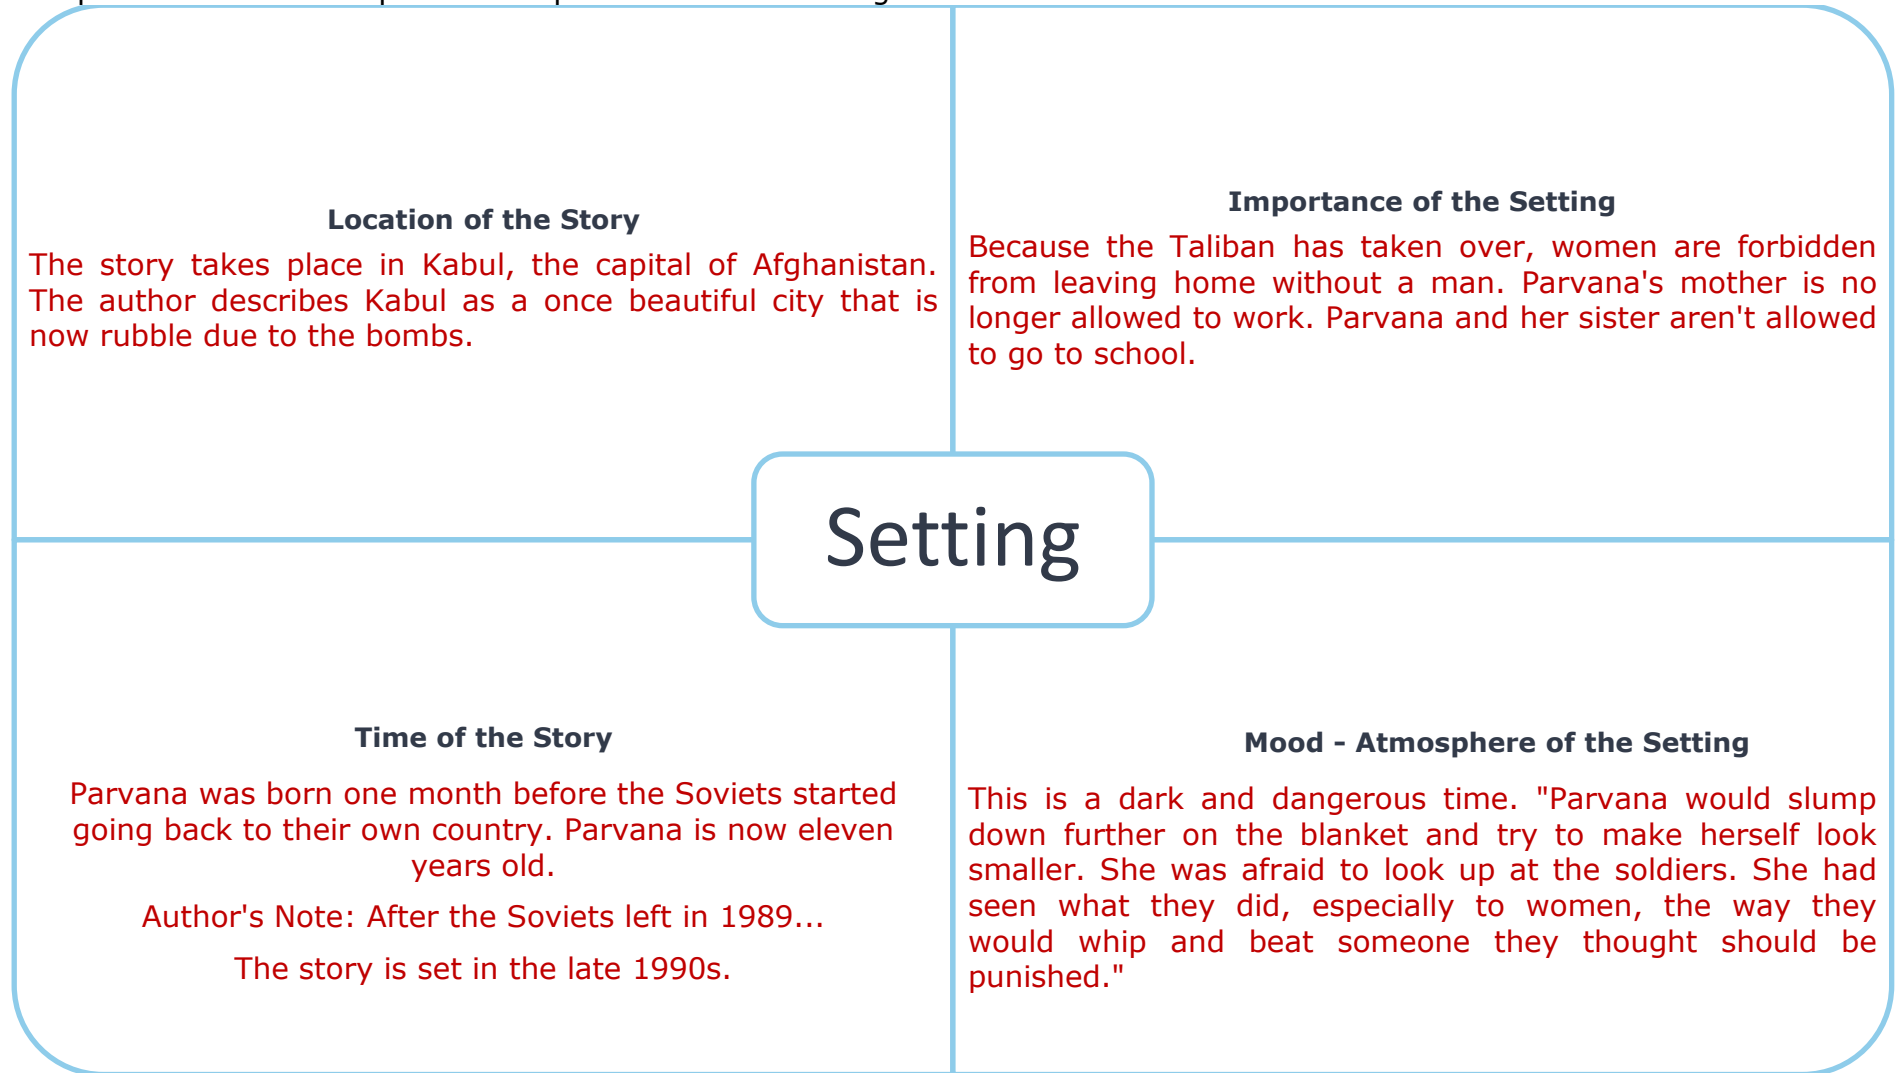 Location of the Story
The story takes place in Kabul, the capital of Afghanistan.
The author describes Kabul as a once beautiful city that is
now rubble due to the bombs.
Importance of the Setting
Because the Taliban has taken over, women are forbidden
from leaving home without a man. Parvana's mother is no
longer allowed to work. Parvana and her sister aren't allowed
to go to school.
Setting
Time of the Story
Parvana was born one month before the Soviets started
going back to their own country. Parvana is now eleven
years old.
Author's Note: After the Soviets left in 1989...
The story is set in the late 1990s.
Mood - Atmosphere of the Setting
This is a dark and dangerous time. "Parvana would slump
down further on the blanket and try to make herself look
smaller. She was afraid to look up at the soldiers. She had
seen what they did, especially to women, the way they
would whip and beat someone they thought should be
punished."